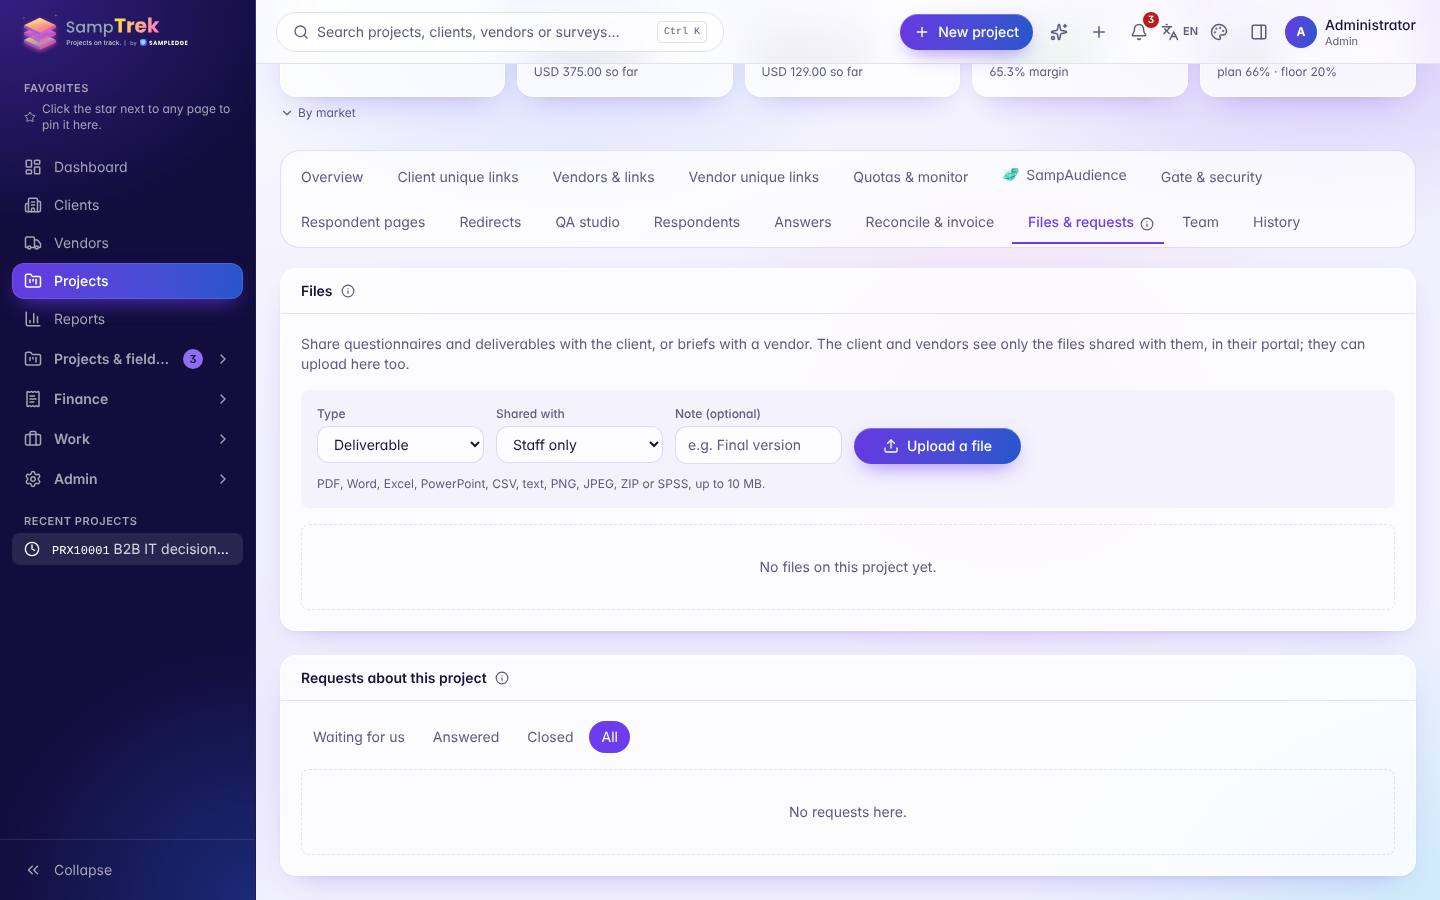 SampTrek
Projects on track. | by SAMPLEDGE
Search projects, clients, vendors or surveys...
Ctrl K
New project
3
EN
A
Administrator
Admin
FAVORITES
Click the star next to any page to
pin it here.
Dashboard
Clients
Vendors
Projects
Reports
Projects & field...
3
Finance
Work
Admin
RECENT PROJECTS
PRX10001 B2B IT decision...
Collapse
USD 375.00 so far
USD 129.00 so far
65.3% margin
plan 66% · floor 20%
By market
Overview
Client unique links
Vendors & links
Vendor unique links
Quotas & monitor
SampAudience
Gate & security
Respondent pages
Redirects
QA studio
Respondents
Answers
Reconcile & invoice
Files & requests
Team
History
Files
Share questionnaires and deliverables with the client, or briefs with a vendor. The client and vendors see only the files shared with them, in their portal; they can
upload here too.
Type
Shared with
Note (optional)
Deliverable
Staff only
e.g. Final version
Upload a file
PDF, Word, Excel, PowerPoint, CSV, text, PNG, JPEG, ZIP or SPSS, up to 10 MB.
No files on this project yet.
Requests about this project
Waiting for us
Answered
Closed
All
No requests here.